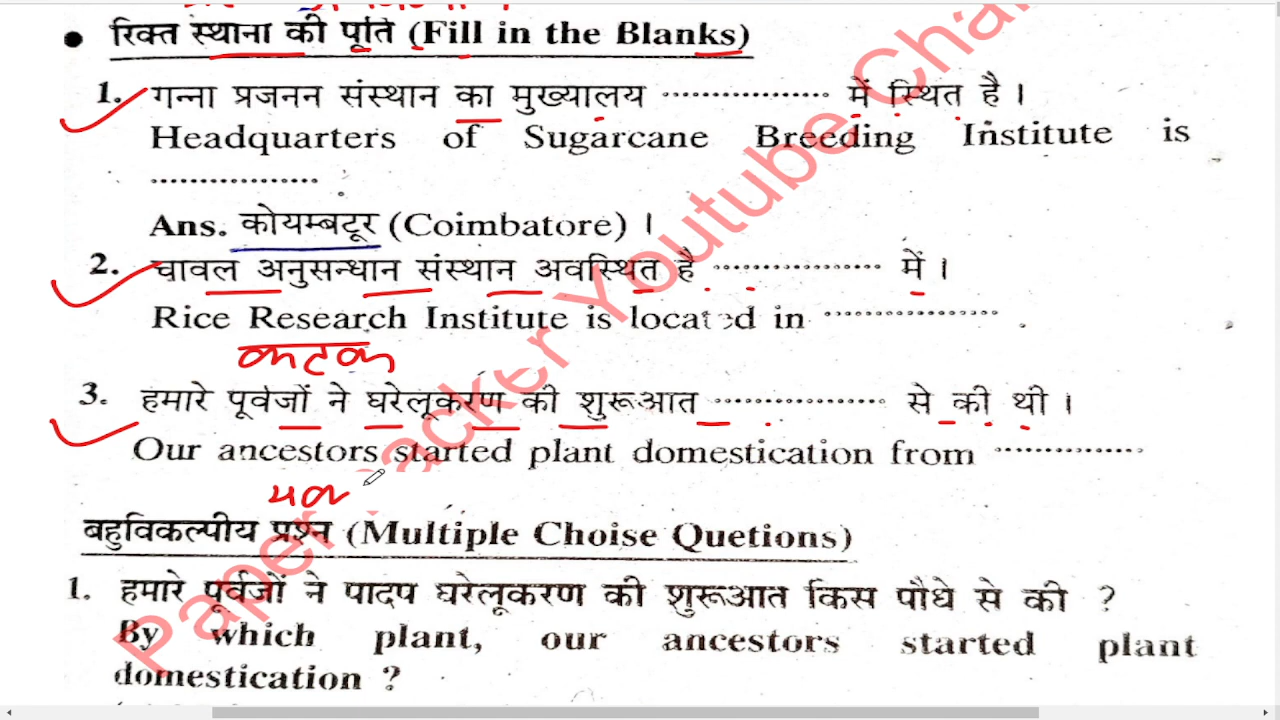 रिक्त स्थाना की पूर्ति (Fill in the Blanks)
1. गन्ना प्रजनन संस्थान का मुख्यालय .................. में स्थित है ।
Headquarters of Sugarcane Breeding Institute is
..................
Ans. कोयम्बटूर (Coimbatore) ।
2. चावल अनुसन्धान संस्थान अवस्थित है .................. में ।
Rice Research Institute is located in ..................
कटक
3. हमारे पूर्वजों ने घरेलूकरण की शुरूआत .................. से की थी ।
Our ancestors started plant domestication from ..................
यव
बहुविकल्पीय प्रश्न (Multiple Choise Quetions)
1. हमारे पूर्वजों ने पादप घरेलूकरण की शुरूआत किस पौधे से की ?
By which plant, our ancestors started plant
domestication ?
Paper Hacker Youtube